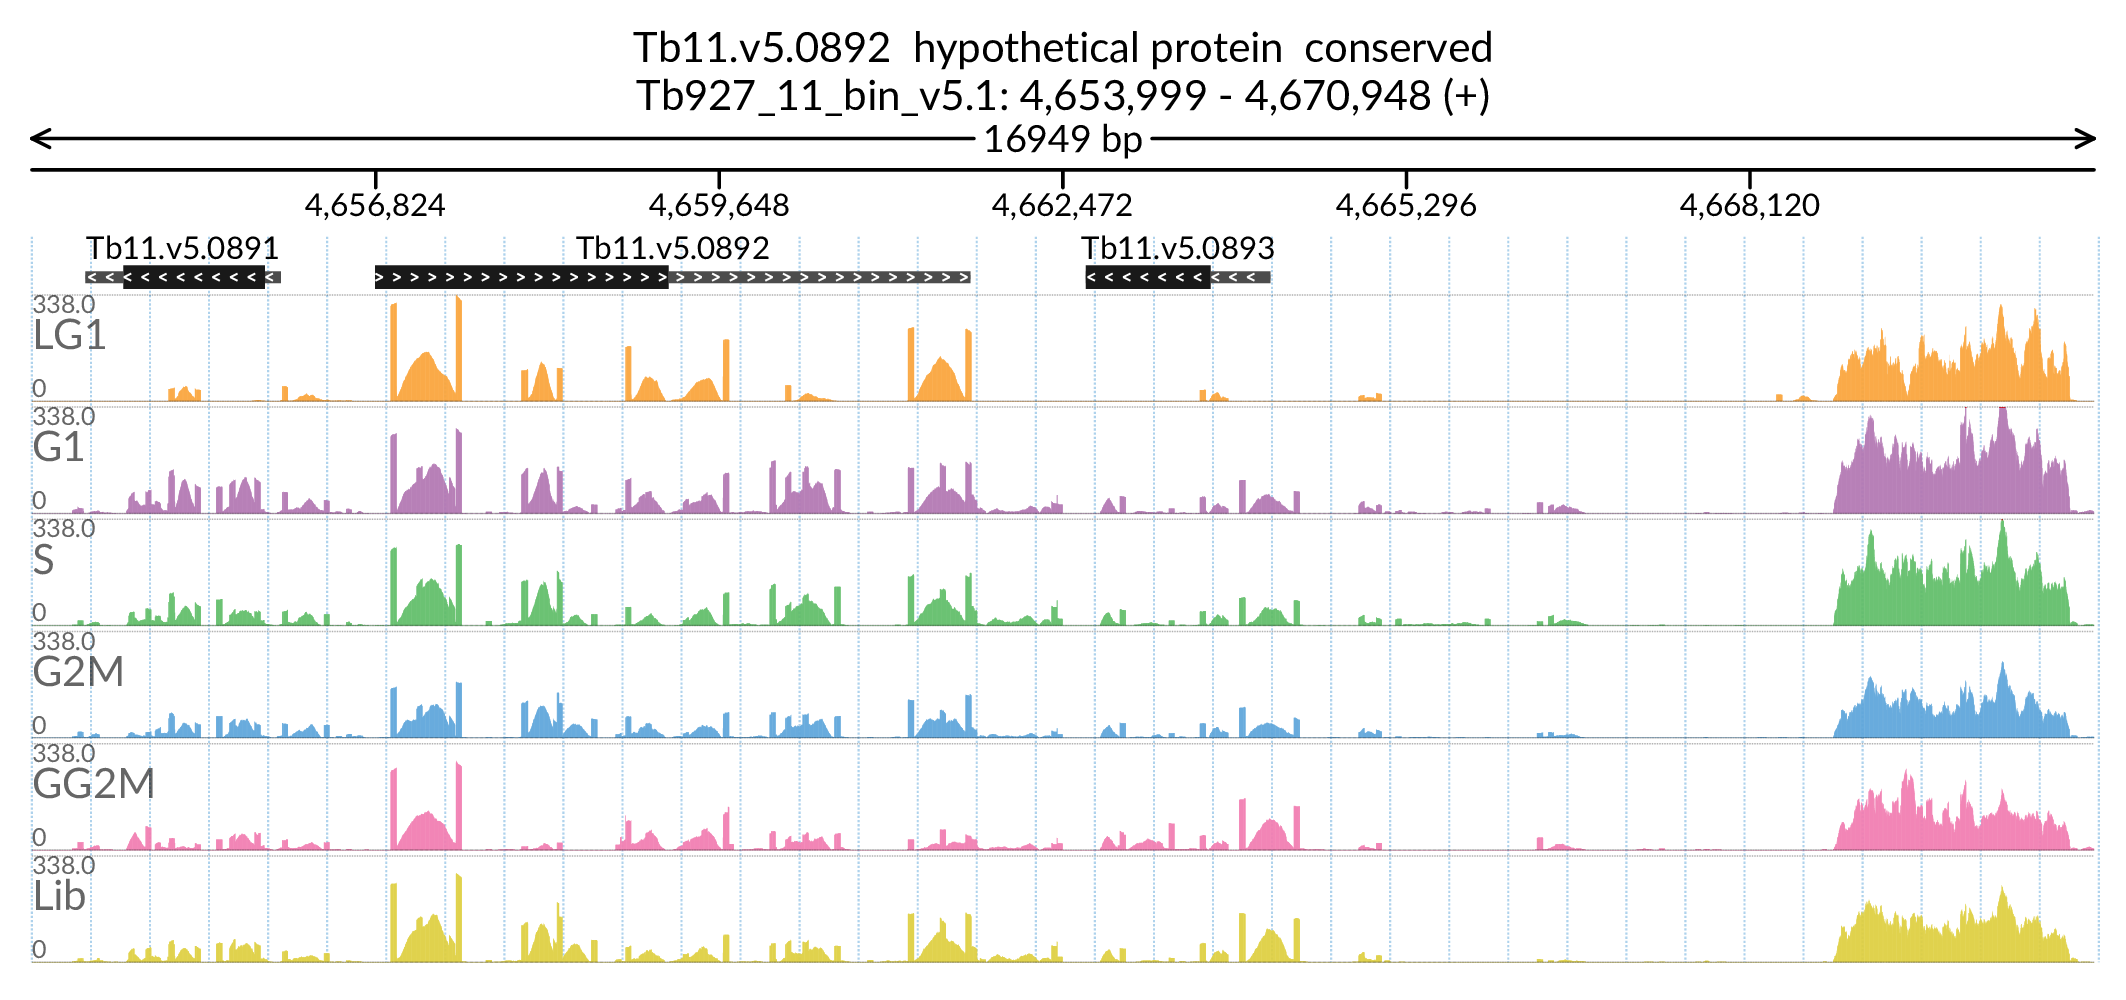 Tb11.v5.0892  hypothetical protein  conserved
Tb927_11_bin_v5.1: 4,653,999 - 4,670,948 (+)
16949 bp
4,656,824 4,659,648 4,662,472 4,665,296 4,668,120
Tb11.v5.0891 Tb11.v5.0892 Tb11.v5.0893
338.0
LG1
0
338.0
G1
0
338.0
S
0
338.0
G2M
0
338.0
GG2M
0
338.0
Lib
0